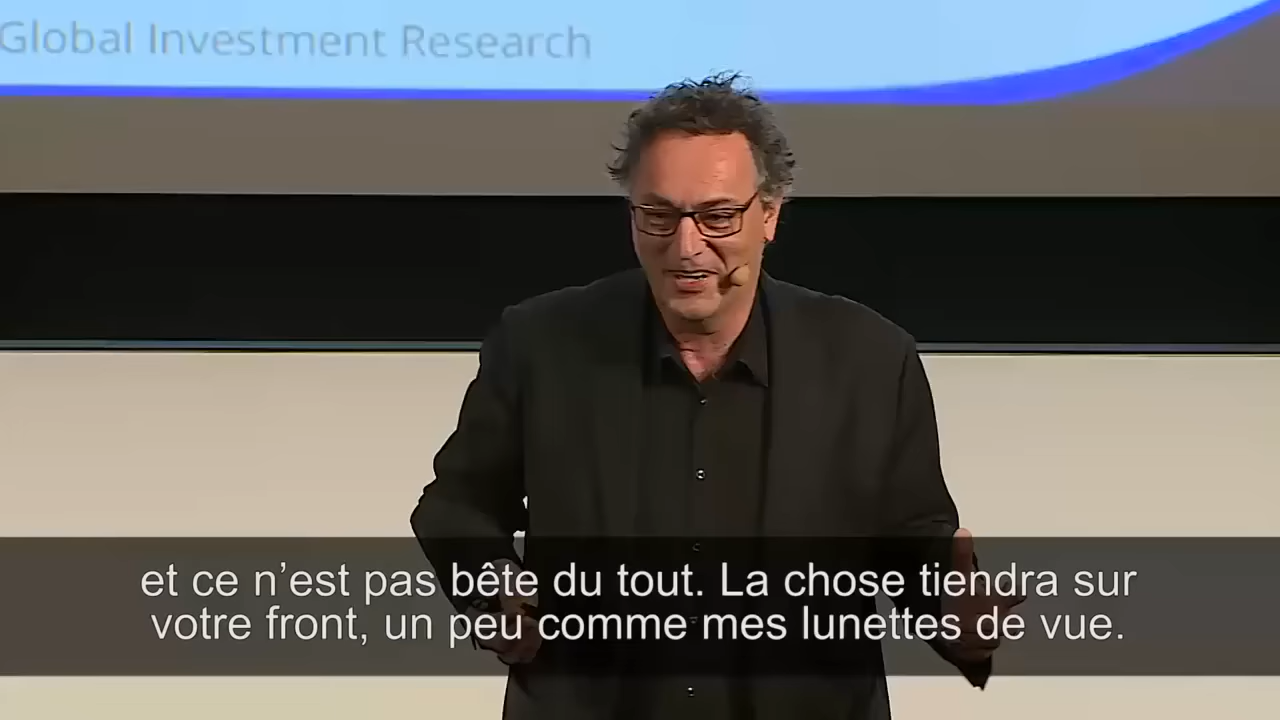 Global Investment Research
et ce n’est pas bête du tout. La chose tiendra sur
votre front, un peu comme mes lunettes de vue.